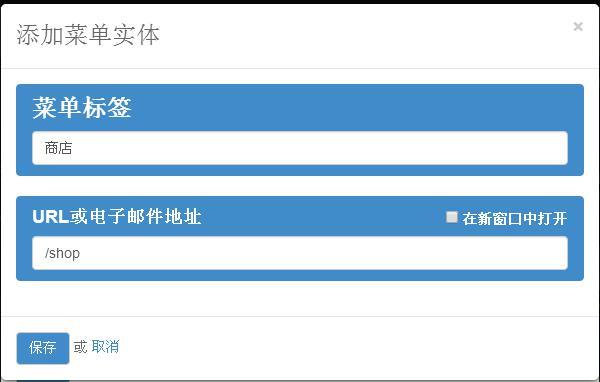 添加菜单实体
×
菜单标签
商店
URL或电子邮件地址
在新窗口中打开
/shop
保存 或 取消